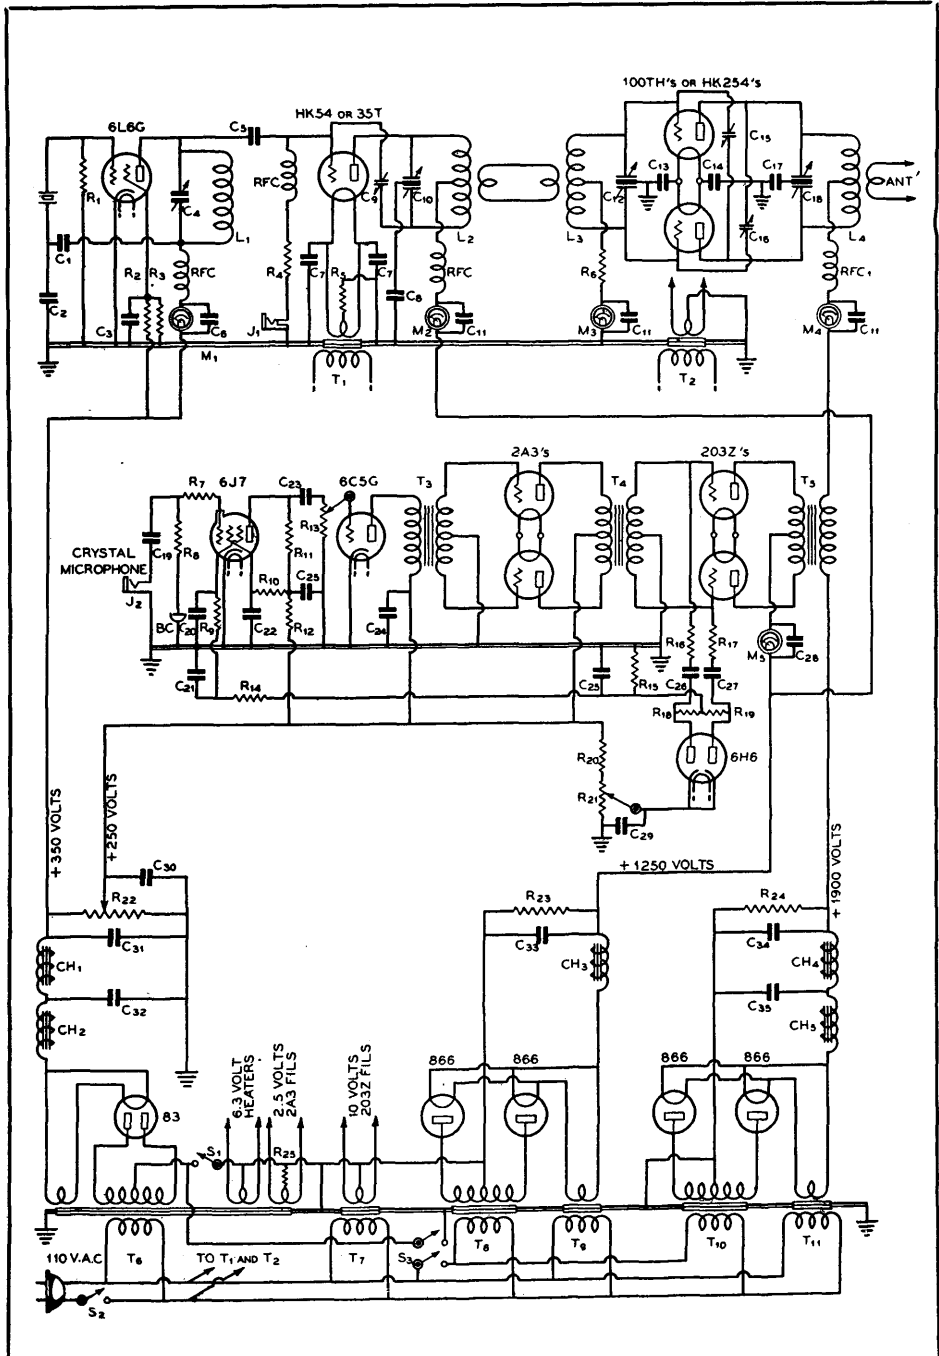 100TH's OR HK254's
HK54 OR 35T
6L6G
C5
C15
RFC
C13
C14
C17
R1
C4
C9
C10
C12
C18
ANT
L1
L2
L3
C16
L4
C1
R2
R3
RFC
R4
C7
R5
C7
RFC
R6
RFC1
C2
C3
C6
J1
C8
M2
C11
M3
C11
M4
C11
M1
T1
T2
2A3's
203Z's
R7
6J7
C23
6C5G
T3
T4
T5
R13
C19
R8
R11
CRYSTAL
MICROPHONE
R10
C25
J2
BC
C20
R9
C22
R12
C24
R16
R17
M5
C28
C21
R14
C25
R15
C26
C27
R18
R19
R20
6H6
R21
C29
+350 VOLTS
+250 VOLTS
+1250 VOLTS
+1900 VOLTS
C30
R22
R23
R24
C31
C33
C34
CH1
CH3
CH4
C32
C35
CH2
CH5
866
866
866
866
83
6.3 VOLT
HEATERS
2.5 VOLTS
2A3 FILS
10 VOLTS
203Z FILS
S1
R25
110 V.A.C
T6
TO T1 AND T2
T7
S3
T8
T9
T10
T11
S2